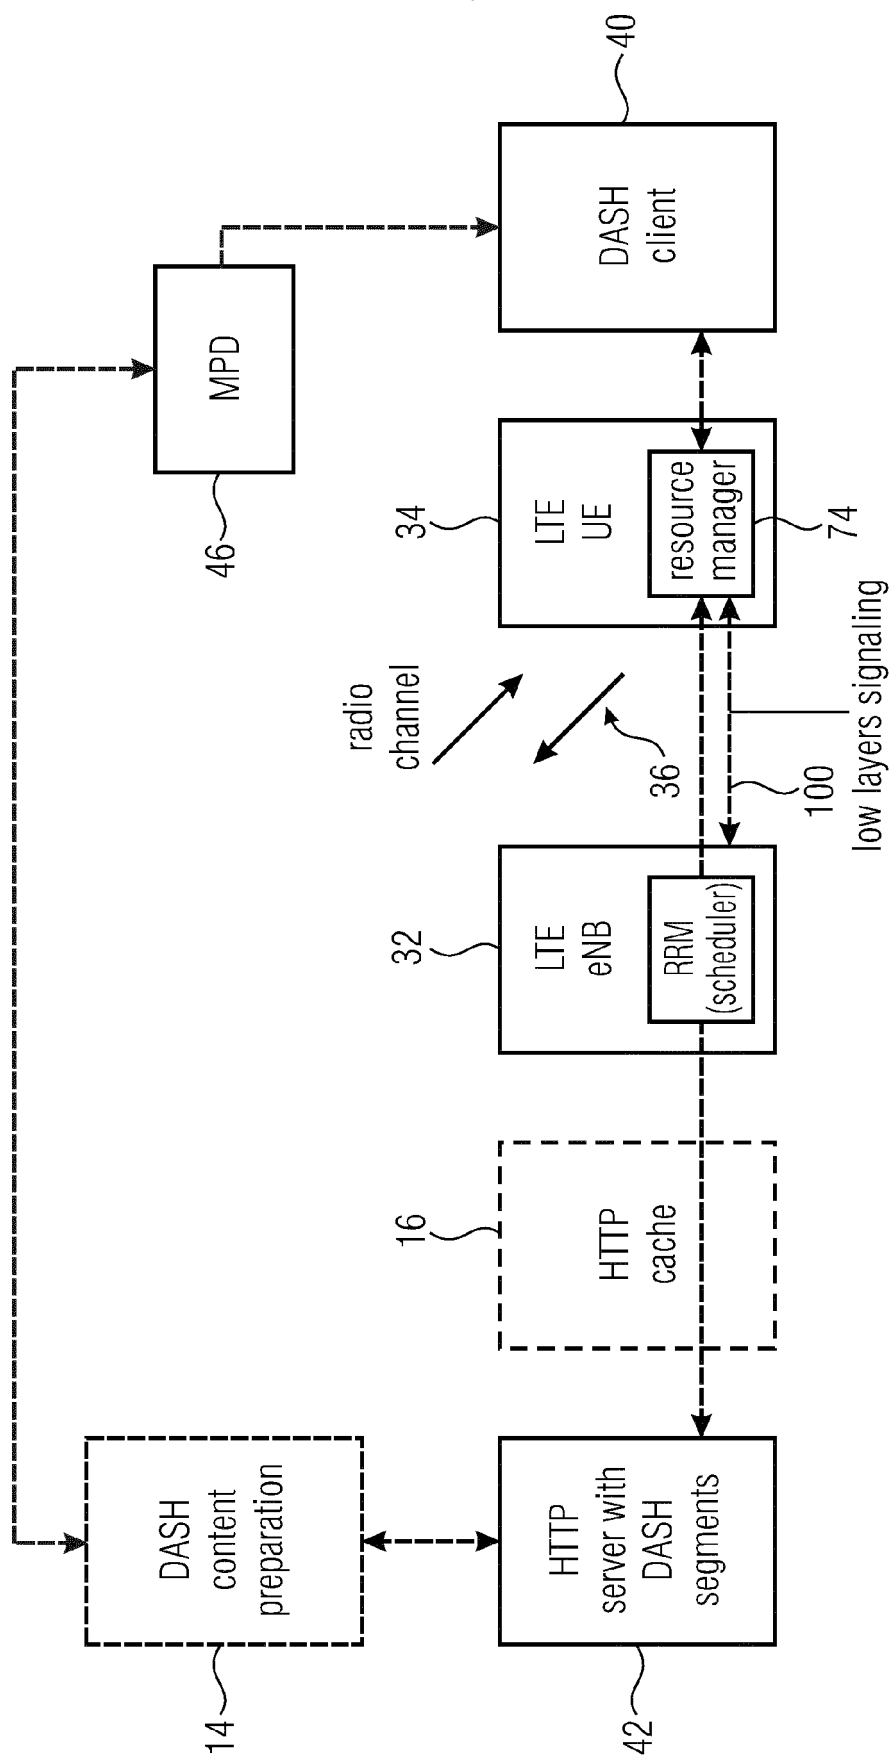 14
DASH
content
preparation
46
MPD
42
HTTP
server with
DASH
segments
16
HTTP
cache
32
LTE
eNB
RRM
(scheduler)
radio
channel
36
100
low layers signaling
34
LTE
UE
resource
manager
74
40
DASH
client